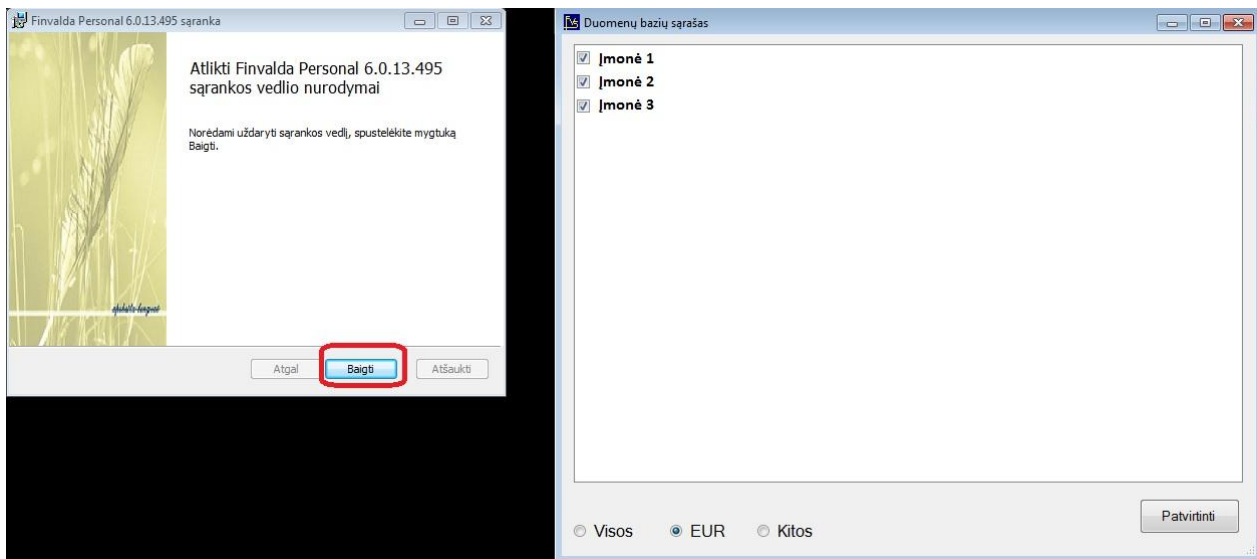 Finvalda Personal 6.0.13.495 sąranka
Atlikti Finvalda Personal 6.0.13.495
sąrankos vedlio nurodymai
Norėdami uždaryti sąrankos vedlį, spustelėkite mygtuką
Baigti.
Atgal
Baigti
Atšaukti
Duomenų bazių sąrašas
Įmonė 1
Įmonė 2
Įmonė 3
Visos
EUR
Kitos
Patvirtinti